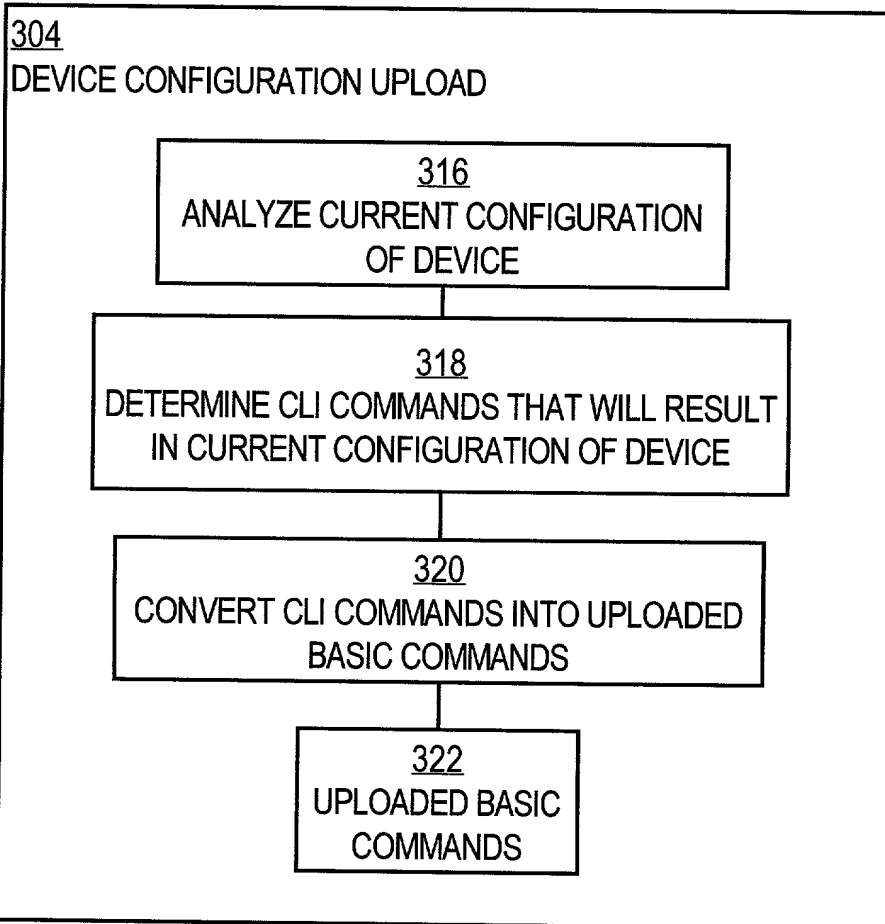 304
DEVICE CONFIGURATION UPLOAD
316
ANALYZE CURRENT CONFIGURATION
OF DEVICE
318
DETERMINE CLI COMMANDS THAT WILL RESULT
IN CURRENT CONFIGURATION OF DEVICE
320
CONVERT CLI COMMANDS INTO UPLOADED
BASIC COMMANDS
322
UPLOADED BASIC
COMMANDS